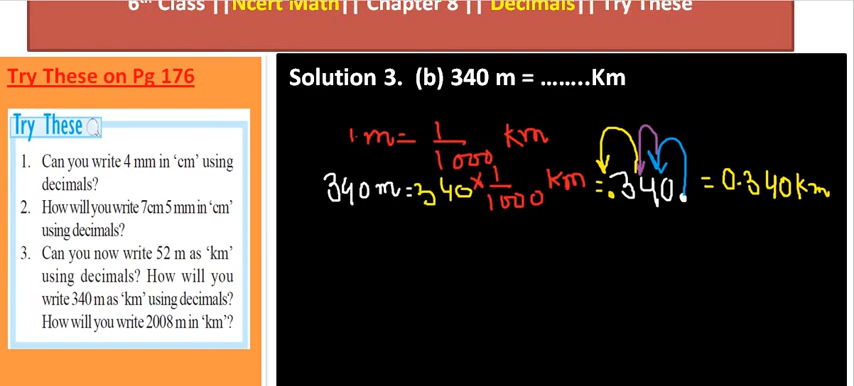 6th Class ||Ncert Math|| Chapter 8 || Decimals|| Try These
Try These on Pg 176
Solution 3. (b) 340 m = ........Km
Try These
1. Can you write 4 mm in ‘cm’ using
decimals?
2. How will you write 7cm 5 mm in ‘cm’
using decimals?
3. Can you now write 52 m as ‘km’
using decimals? How will you
write 340 m as ‘km’ using decimals?
How will you write 2008 m in ‘km’?
1 m = 1/1000 km
340 m = 340 × 1/1000 km = .340. = 0.340 km